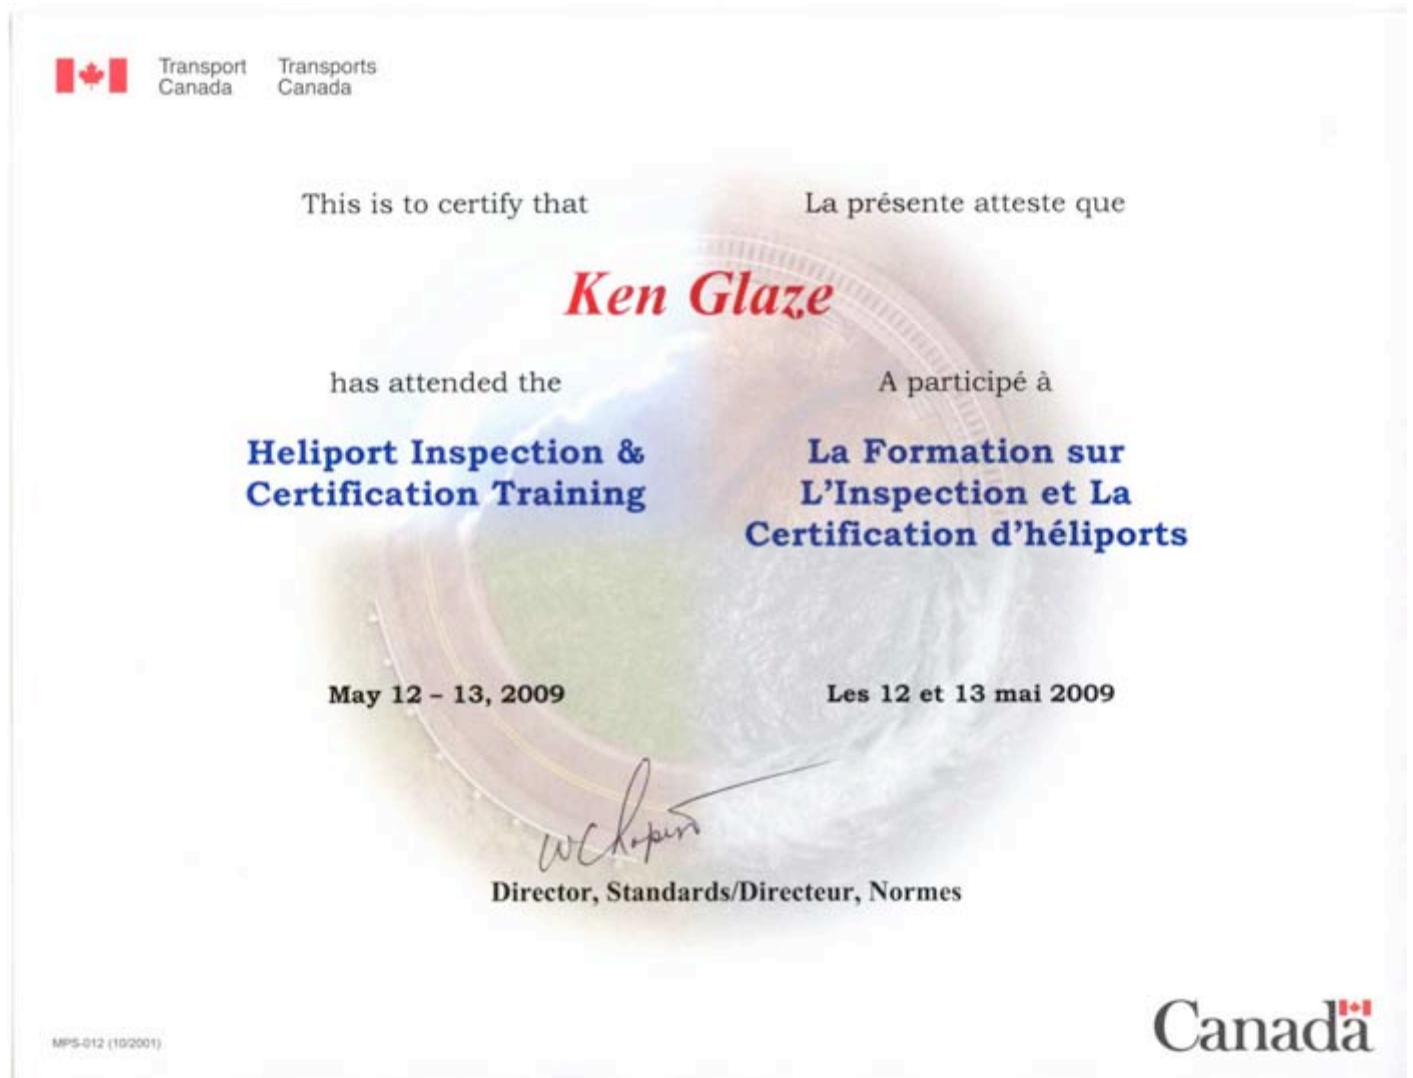 Transport
Canada
Transports
Canada
This is to certify that
La présente atteste que
Ken Glaze
has attended the
A participé à
Heliport Inspection &
Certification Training
La Formation sur
L'Inspection et La
Certification d'héliports
May 12 – 13, 2009
Les 12 et 13 mai 2009
Director, Standards/Directeur, Normes
MPS-012 (10/2001)
Canada